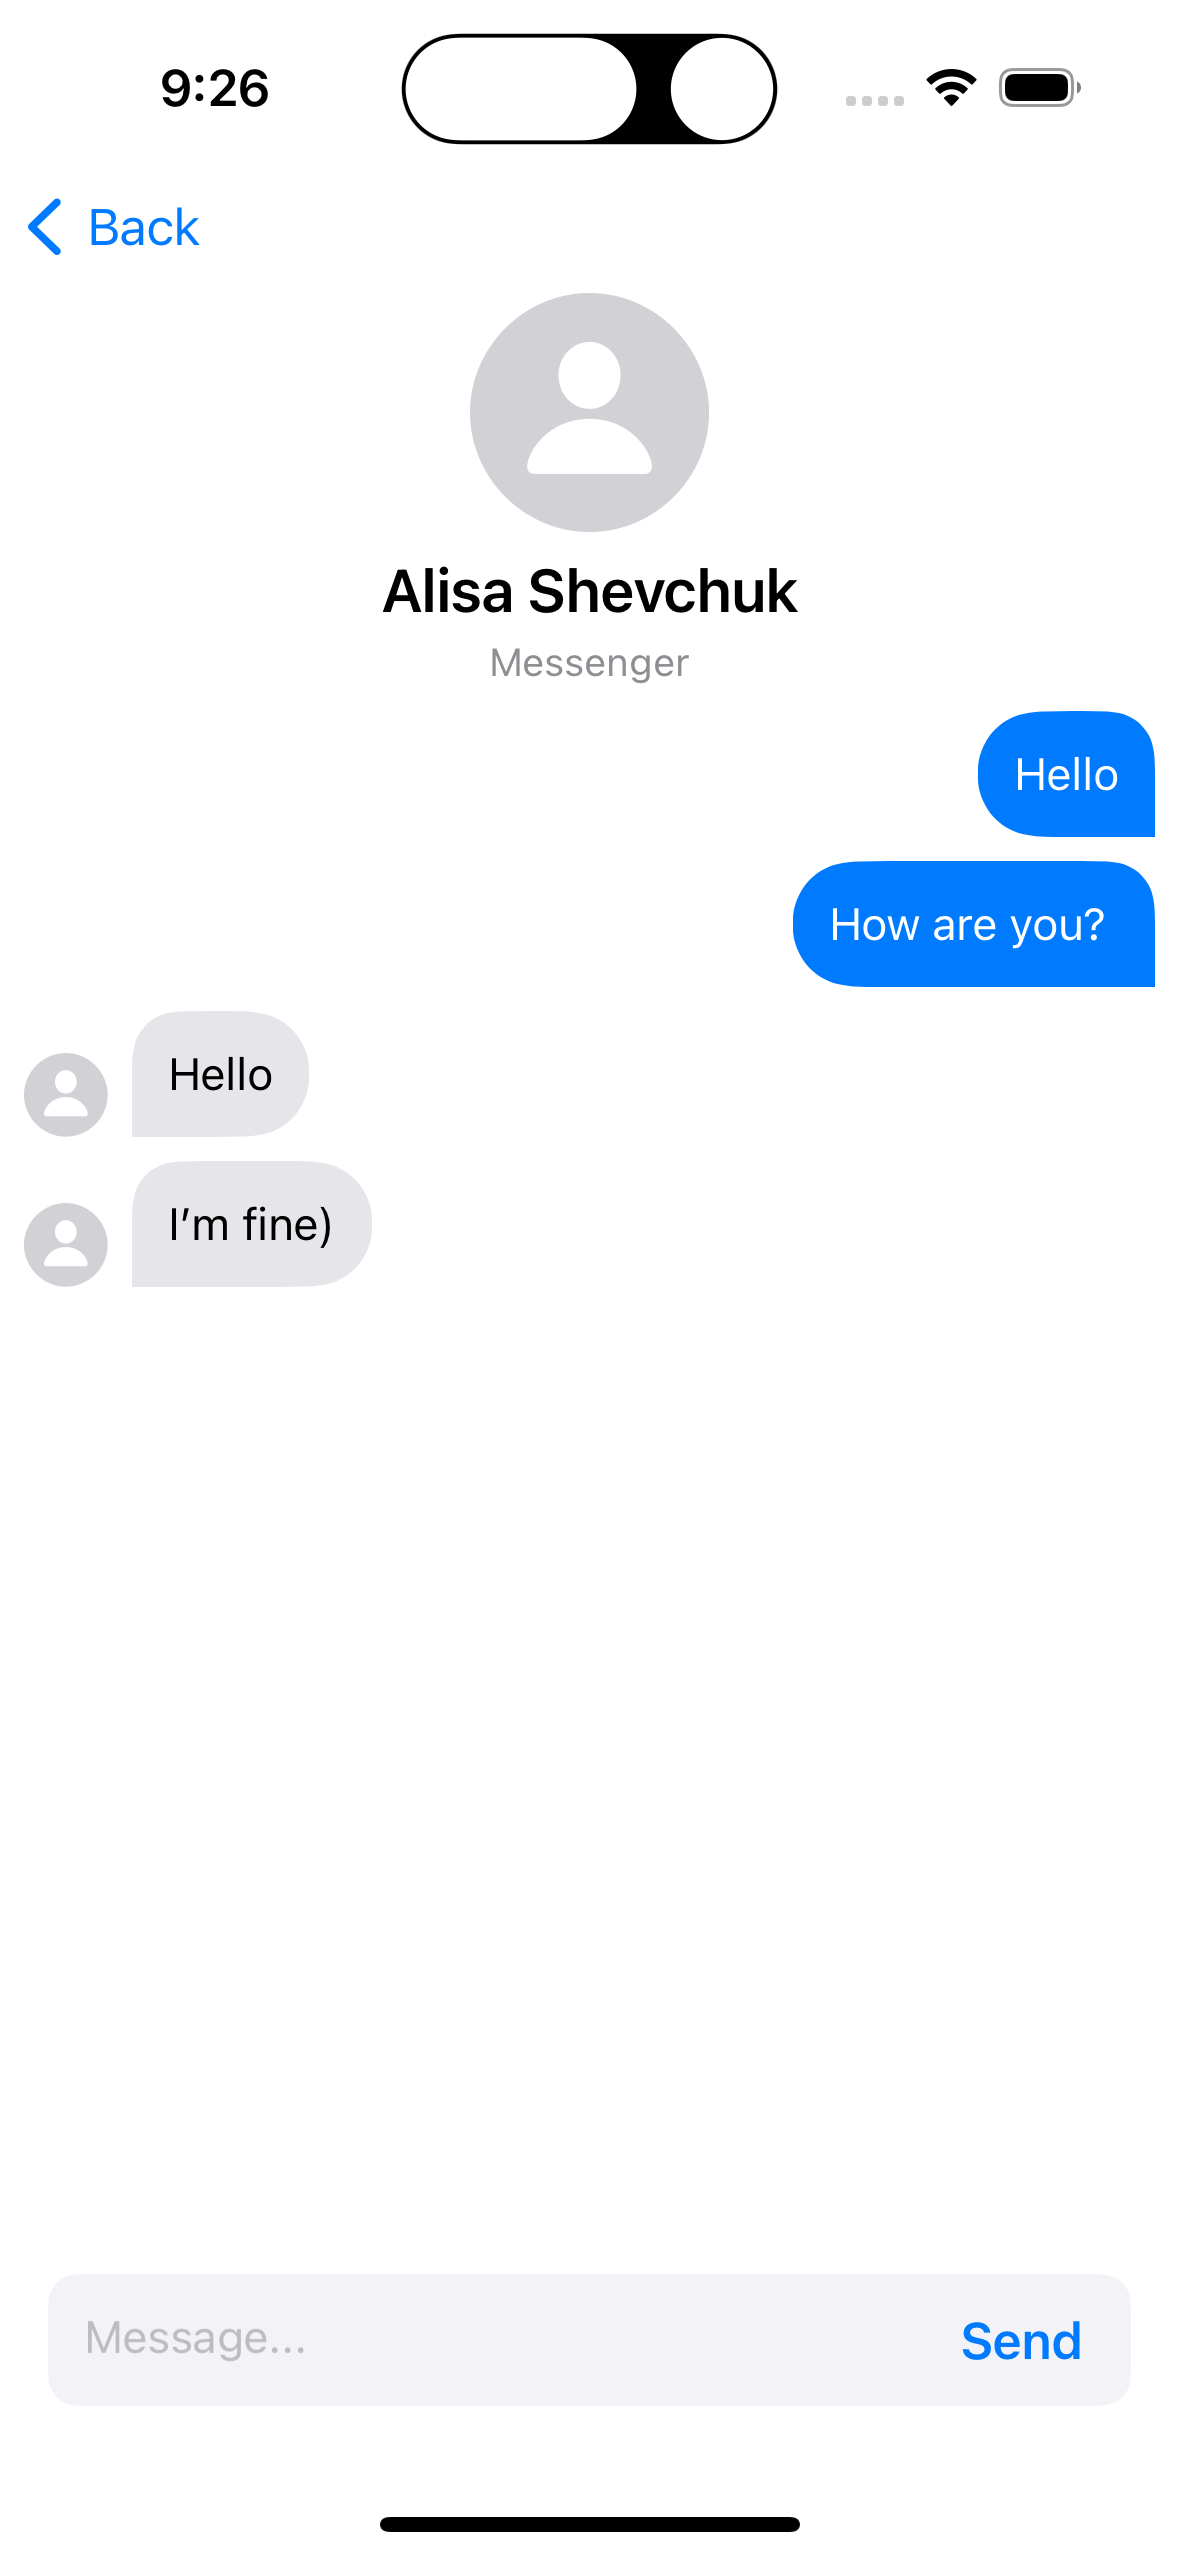 9:26
Back
Alisa Shevchuk
Messenger
Hello
How are you?
Hello
I’m fine)
Message...
Send